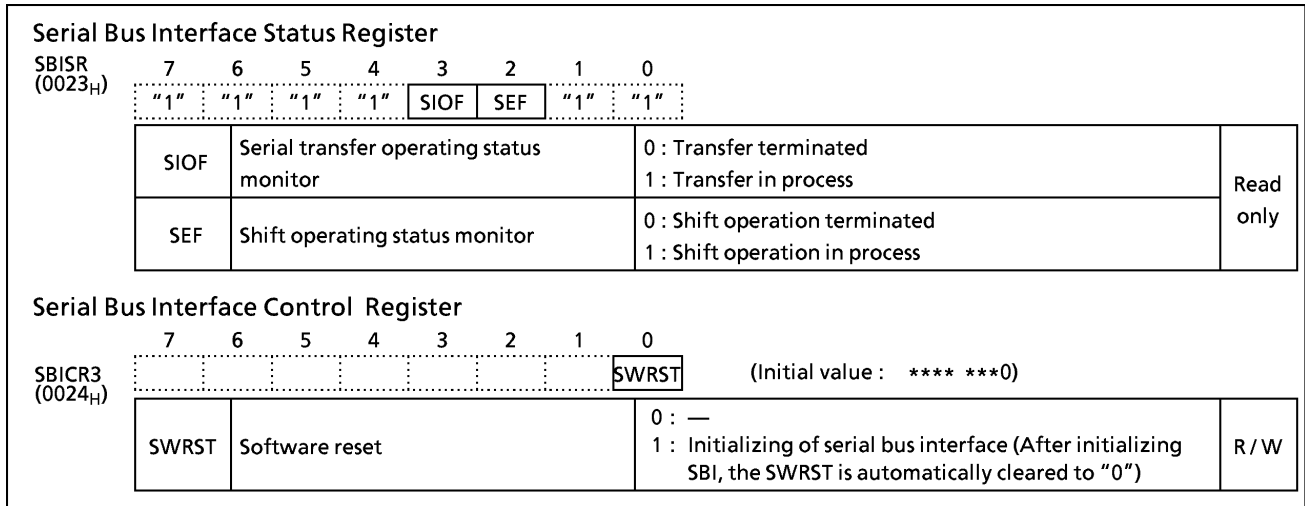 Serial Bus Interface Status Register
SBISR
(0023H)
7 6 5 4 3 2 1 0
"1" "1" "1" "1" SIOF SEF "1" "1"
SIOF
Serial transfer operating status
monitor
0 : Transfer terminated
1 : Transfer in process
Read
only
SEF
Shift operating status monitor
0 : Shift operation terminated
1 : Shift operation in process
Serial Bus Interface Control Register
7 6 5 4 3 2 1 0
SBICR3
(0024H)
SWRST
(Initial value : **** ***0)
SWRST
Software reset
0 : —
1 : Initializing of serial bus interface (After initializing
SBI, the SWRST is automatically cleared to "0")
R / W